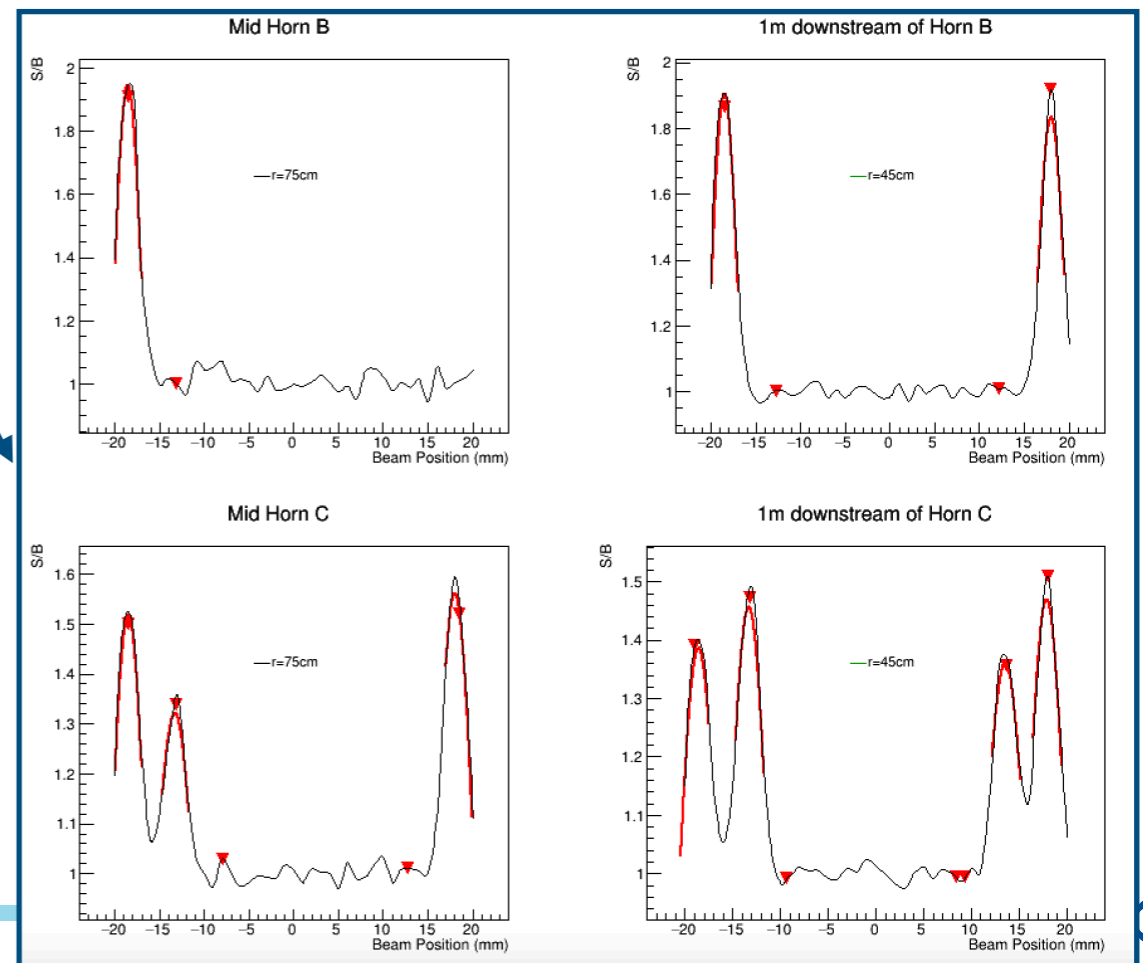 Mid Horn B
S/B
2
1.8
1.6
1.4
1.2
1
r=75cm
−20 −15 −10 −5 0 5 10 15 20
Beam Position (mm)
1m downstream of Horn B
S/B
2
1.8
1.6
1.4
1.2
1
r=45cm
−20 −15 −10 −5 0 5 10 15 20
Beam Position (mm)
Mid Horn C
S/B
1.6
1.5
1.4
1.3
1.2
1.1
1
r=75cm
−20 −15 −10 −5 0 5 10 15 20
Beam Position (mm)
1m downstream of Horn C
S/B
1.5
1.4
1.3
1.2
1.1
1
r=45cm
−20 −15 −10 −5 0 5 10 15 20
Beam Position (mm)